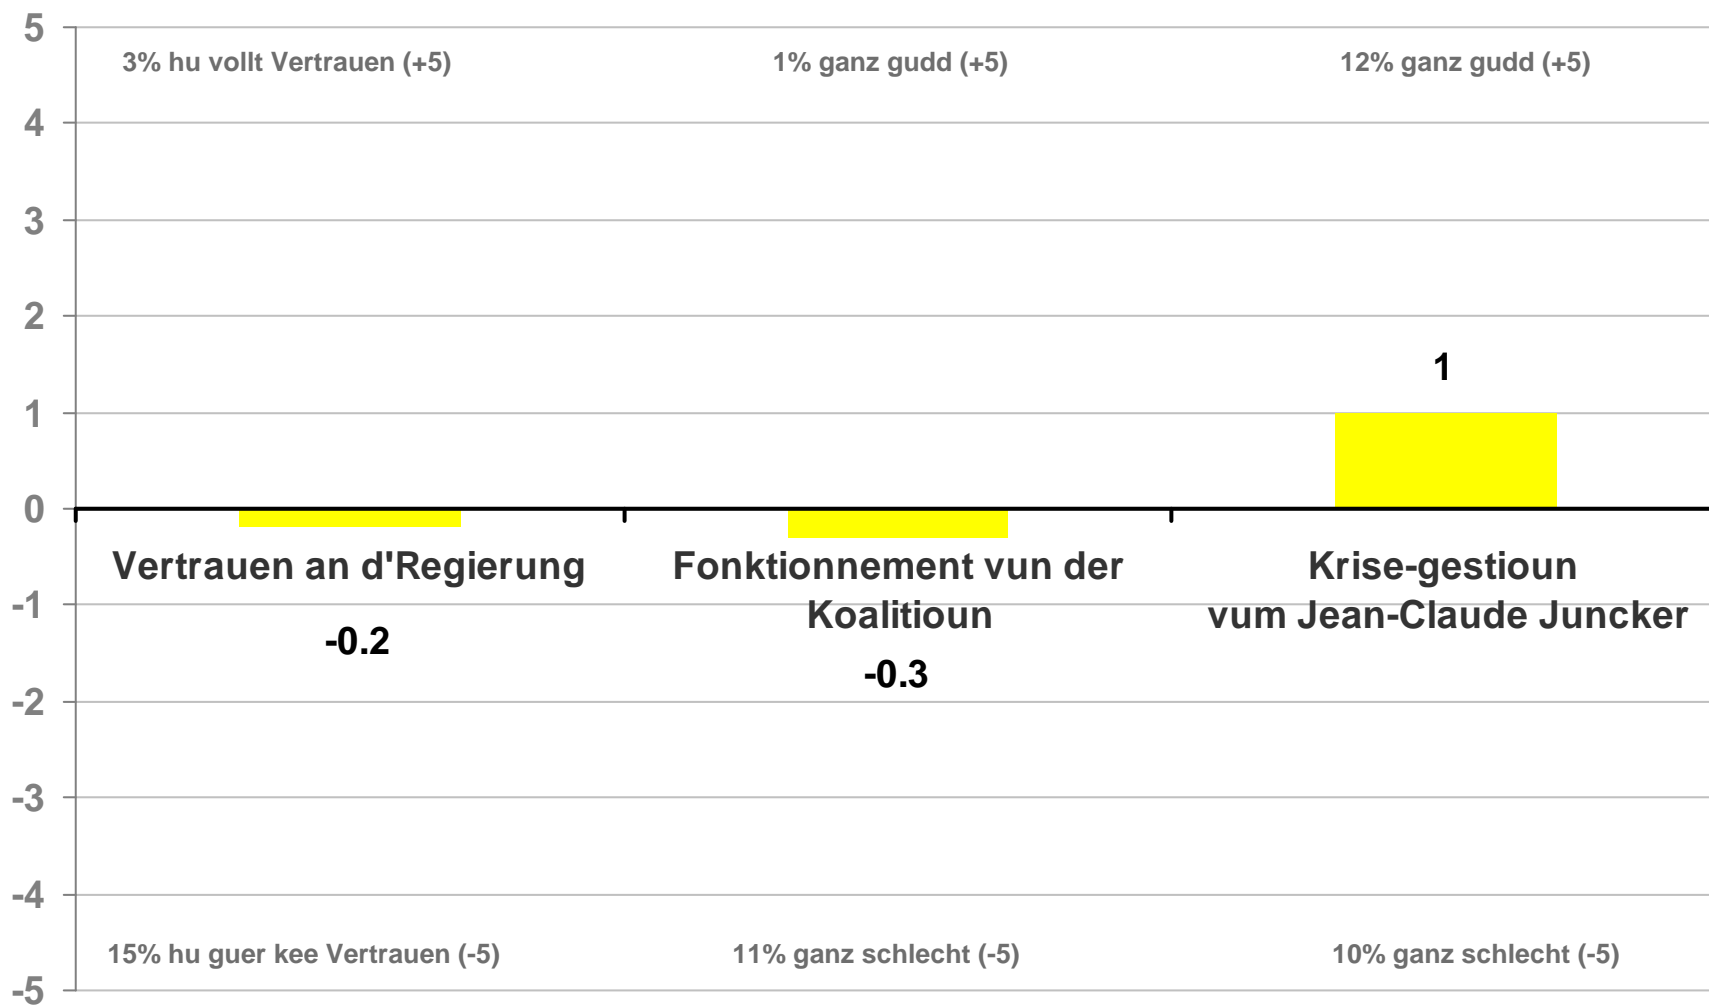 5
3% hu vollt Vertrauen (+5)
1% ganz gudd (+5)
12% ganz gudd (+5)
4
3
2
1
1
0
Vertrauen an d'Regierung
Fonktionnement vun der
Koalitioun
Krise-gestioun
vum Jean-Claude Juncker
-1
-0.2
-0.3
-2
-3
-4
15% hu guer kee Vertrauen (-5)
11% ganz schlecht (-5)
10% ganz schlecht (-5)
-5